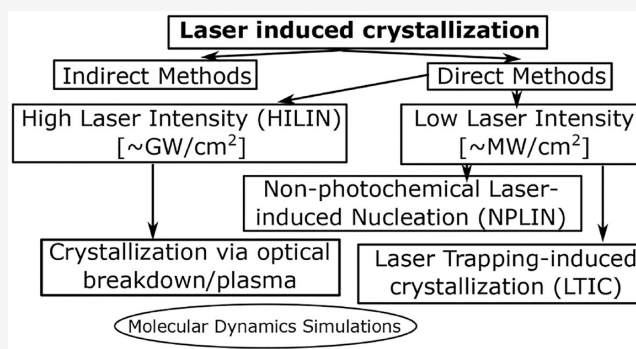 Laser induced crystallization
Indirect Methods
Direct Methods
High Laser Intensity (HILIN)
[~GW/cm²]
Low Laser Intensity
[~MW/cm²]
Non-photochemical Laser-
induced Nucleation (NPLIN)
Crystallization via optical
breakdown/plasma
Laser Trapping-induced
crystallization (LTIC)
Molecular Dynamics Simulations